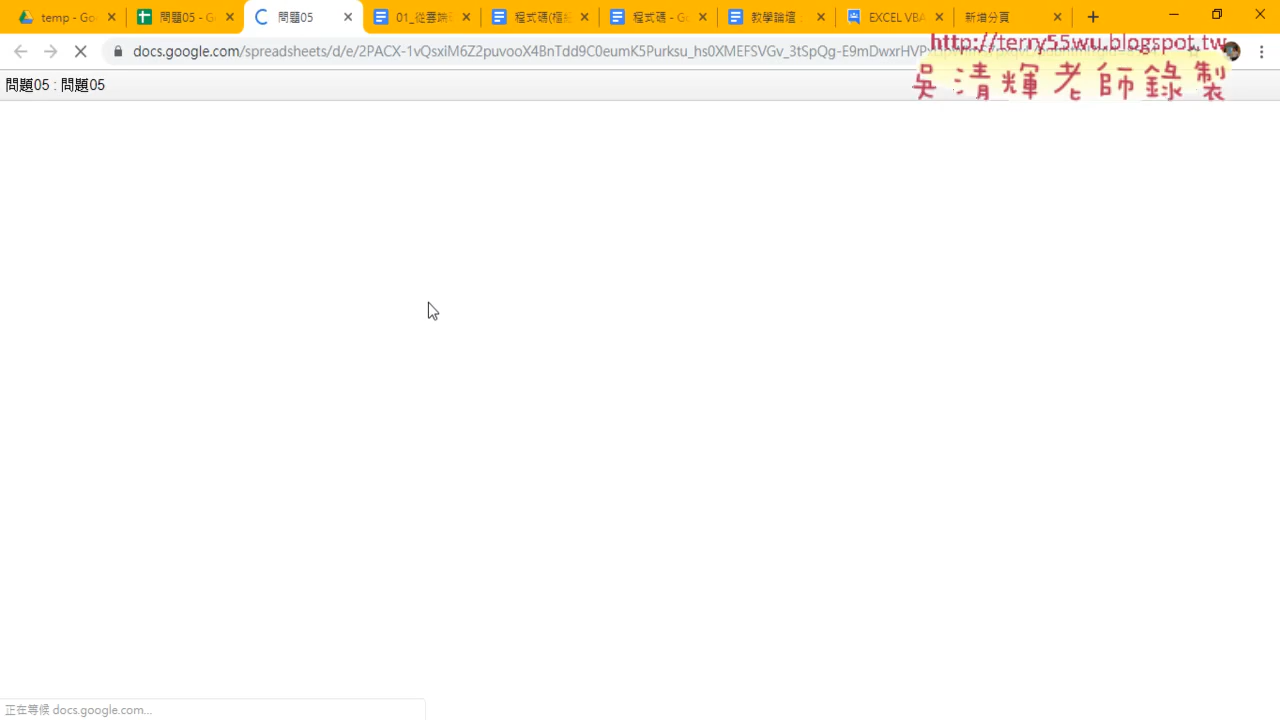 temp - Go
問題05 - G
問題05
01_從雲端
程式碼(樞紐
程式碼 - Go
教學論壇：
EXCEL VBA
新增分頁
docs.google.com/spreadsheets/d/e/2PACX-1vQsxiM6Z2puvooX4BnTdd9C0eumK5Purksu_hs0XMEFSVGv_3tSpQg-E9mDwxrHVP
http://terry55wu.blogspot.tw
吳清輝老師錄製
問題05 : 問題05
正在等候 docs.google.com...